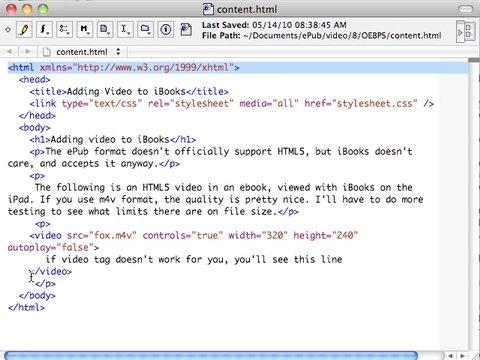 content.html
Last Saved: 05/14/10 08:38:45 AM
File Path: ~/Documents/ePub/video/8/OEBPS/content.html
content.html
<html xmlns="http://www.w3.org/1999/xhtml">
<head>
<title>Adding Video to iBooks</title>
<link type="text/css" rel="stylesheet" media="all" href="stylesheet.css" />
</head>
<body>
<h1>Adding video to iBooks</h1>
<p>The ePub format doesn't officially support HTML5, but iBooks doesn't
care, and accepts it anyway.</p>
<p>
The following is an HTML5 video in an ebook, viewed with iBooks on the
iPad. If you use m4v format, the quality is pretty nice. I'll have to do more
testing to see what limits there are on file size.</p>
<p>
<video src="fox.m4v" controls="true" width="320" height="240"
autoplay="false">
if video tag doesn't work for you, you'll see this line
</video>
</p>
</body>
</html>